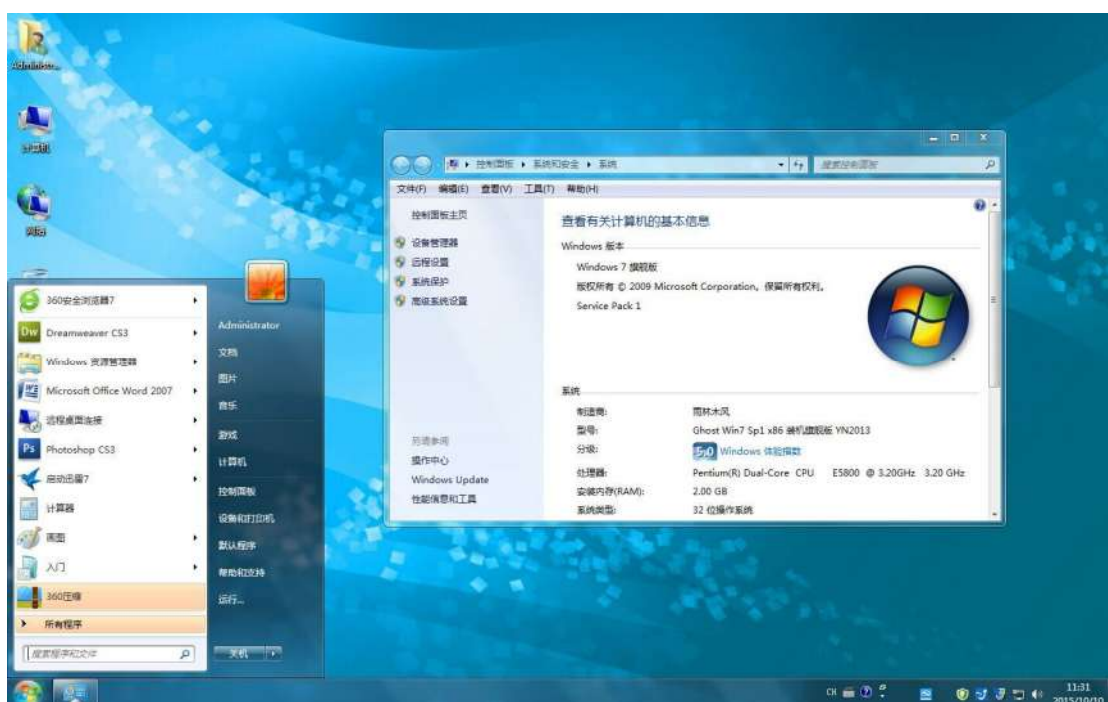 Administr...
计算机
网络
控制面板 系统和安全 系统
搜索控制面板
文件(F) 编辑(E) 查看(V) 工具(T) 帮助(H)
控制面板主页
设备管理器
远程设置
系统保护
高级系统设置
另请参阅
操作中心
Windows Update
性能信息和工具
查看有关计算机的基本信息
Windows 版本
Windows 7 旗舰版
版权所有 © 2009 Microsoft Corporation。保留所有权利。
Service Pack 1
系统
制造商: 雨林木风
型号: Ghost Win7 Sp1 x86 装机旗舰版 YN2013
分级: 5.0 Windows 体验指数
处理器: Pentium(R) Dual-Core CPU E5800 @ 3.20GHz 3.20 GHz
安装内存(RAM): 2.00 GB
系统类型: 32 位操作系统
360安全浏览器7
Dw Dreamweaver CS3
Windows 资源管理器
Microsoft Office Word 2007
远程桌面连接
Ps Photoshop CS3
启动迅雷7
计算器
画图
入门
360压缩
所有程序
搜索程序和文件
Administrator
文档
图片
音乐
游戏
计算机
控制面板
设备和打印机
默认程序
帮助和支持
运行...
关机
CH
11:31
2015/10/10